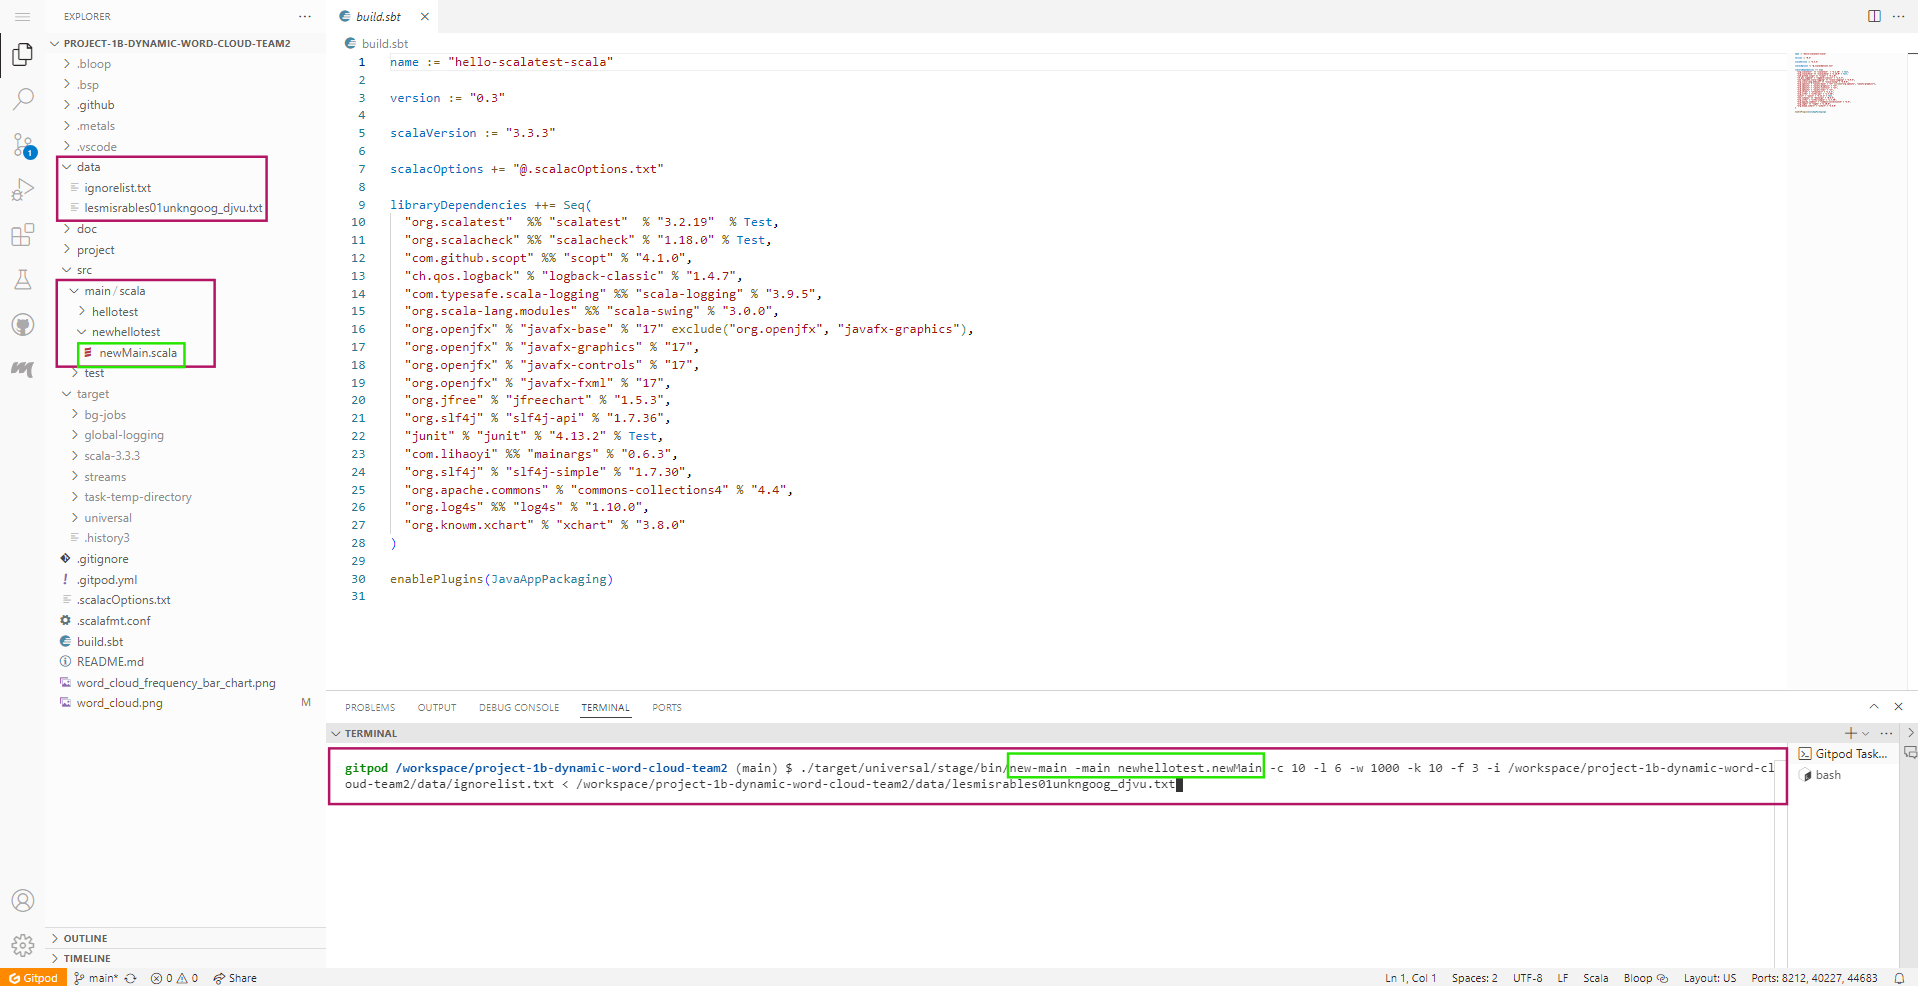 EXPLORER
PROJECT-1B-DYNAMIC-WORD-CLOUD-TEAM2
.bloop
.bsp
.github
.metals
.vscode
data
ignorelist.txt
lesmisrables01unkngoog_djvu.txt
doc
project
src
main / scala
hellotest
newhellotest
newMain.scala
test
target
bg-jobs
global-logging
scala-3.3.3
streams
task-temp-directory
universal
.history3
.gitignore
.gitpod.yml
.scalacOptions.txt
.scalafmt.conf
build.sbt
README.md
word_cloud_frequency_bar_chart.png
word_cloud.png M
OUTLINE
TIMELINE
1
build.sbt
build.sbt
1 name := "hello-scalatest-scala"
2
3 version := "0.3"
4
5 scalaVersion := "3.3.3"
6
7 scalacOptions += "@.scalacOptions.txt"
8
9 libraryDependencies ++= Seq(
10 "org.scalatest" %% "scalatest" % "3.2.19" % Test,
11 "org.scalacheck" %% "scalacheck" % "1.18.0" % Test,
12 "com.github.scopt" %% "scopt" % "4.1.0",
13 "ch.qos.logback" % "logback-classic" % "1.4.7",
14 "com.typesafe.scala-logging" %% "scala-logging" % "3.9.5",
15 "org.scala-lang.modules" %% "scala-swing" % "3.0.0",
16 "org.openjfx" % "javafx-base" % "17" exclude("org.openjfx", "javafx-graphics"),
17 "org.openjfx" % "javafx-graphics" % "17",
18 "org.openjfx" % "javafx-controls" % "17",
19 "org.openjfx" % "javafx-fxml" % "17",
20 "org.jfree" % "jfreechart" % "1.5.3",
21 "org.slf4j" % "slf4j-api" % "1.7.36",
22 "junit" % "junit" % "4.13.2" % Test,
23 "com.lihaoyi" %% "mainargs" % "0.6.3",
24 "org.slf4j" % "slf4j-simple" % "1.7.30",
25 "org.apache.commons" % "commons-collections4" % "4.4",
26 "org.log4s" %% "log4s" % "1.10.0",
27 "org.knowm.xchart" % "xchart" % "3.8.0"
28 )
29
30 enablePlugins(JavaAppPackaging)
31
PROBLEMS OUTPUT DEBUG CONSOLE TERMINAL PORTS
TERMINAL
gitpod /workspace/project-1b-dynamic-word-cloud-team2 (main) $ ./target/universal/stage/bin/new-main -main newhellotest.newMain -c 10 -l 6 -w 1000 -k 10 -f 3 -i /workspace/project-1b-dynamic-word-cl
oud-team2/data/ignorelist.txt < /workspace/project-1b-dynamic-word-cloud-team2/data/lesmisrables01unkngoog_djvu.txt
Gitpod Task...
bash
Gitpod main* 0 0 Share Ln 1, Col 1 Spaces: 2 UTF-8 LF Scala Bloop Layout: US Ports: 8212, 40227, 44683